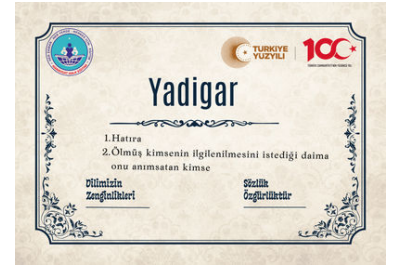 TÜRKİYE
YÜZYILI
100
Yadigar
1.Hatıra
2.Ölmüş kimsenin ilgilenilmesini istediği daima
onu anımsatan kimse
Dilimizin
Zenginlikleri
Sözlük
Özgürlüktür